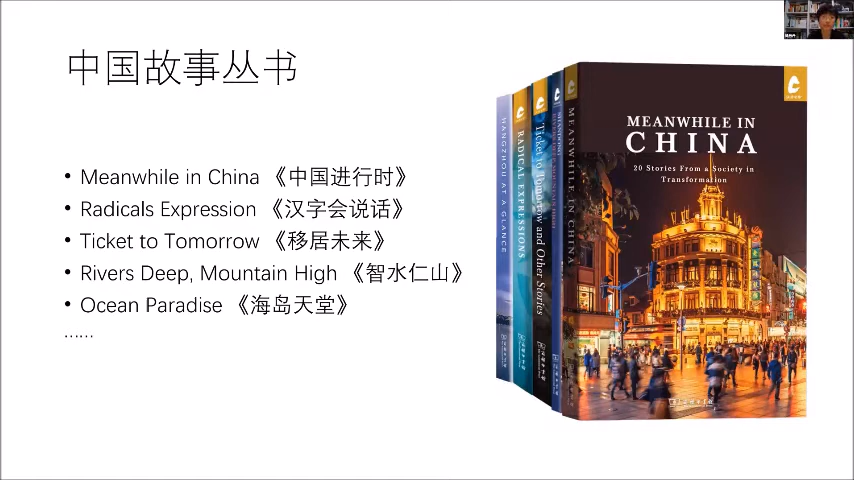 中国故事丛书
• Meanwhile in China 《中国进行时》
• Radicals Expression 《汉字会说话》
• Ticket to Tomorrow 《移居未来》
• Rivers Deep, Mountain High 《智水仁山》
• Ocean Paradise 《海岛天堂》
……
HANGZHOU AT A GLANCE
RADICAL EXPRESSIONS
Ticket to Tomorrow and Other Stories
MEANWHILE IN CHINA
MEANWHILE IN
CHINA
20 Stories From a Society in
Transformation